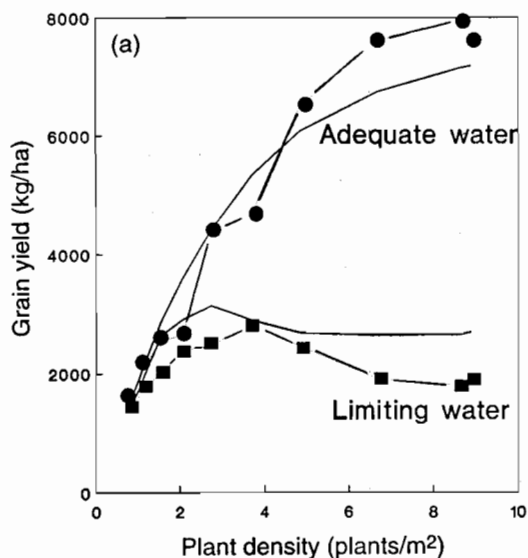 (a)
8000
6000
4000
2000
0
Grain yield (kg/ha)
Adequate water
Limiting water
0 2 4 6 8 10
Plant density (plants/m²)